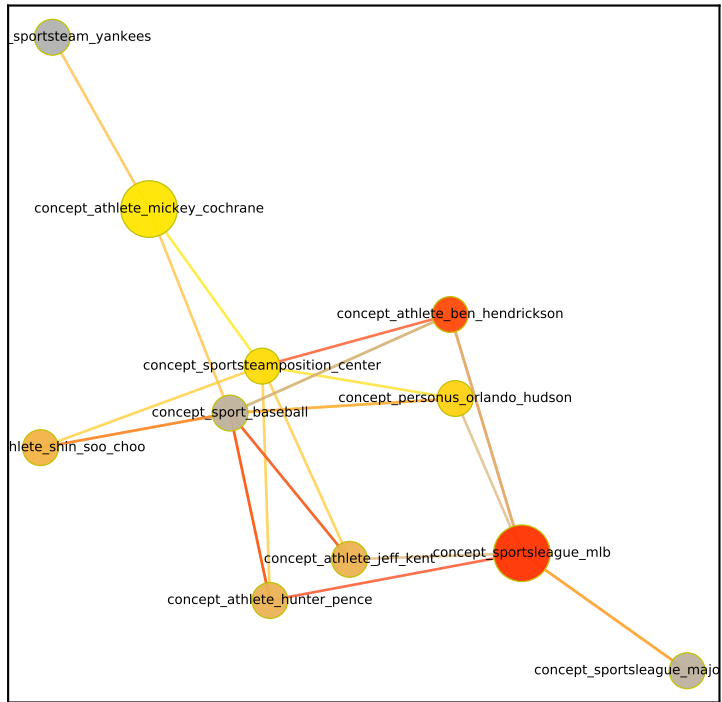 _sportsteam_yankees
concept_athlete_mickey_cochrane
concept_athlete_ben_hendrickson
concept_sportsteamposition_center
concept_personus_orlando_hudson
concept_sport_baseball
hlete_shin_soo_choo
concept_athlete_jeff_kent
concept_sportsleague_mlb
concept_athlete_hunter_pence
concept_sportsleague_majo